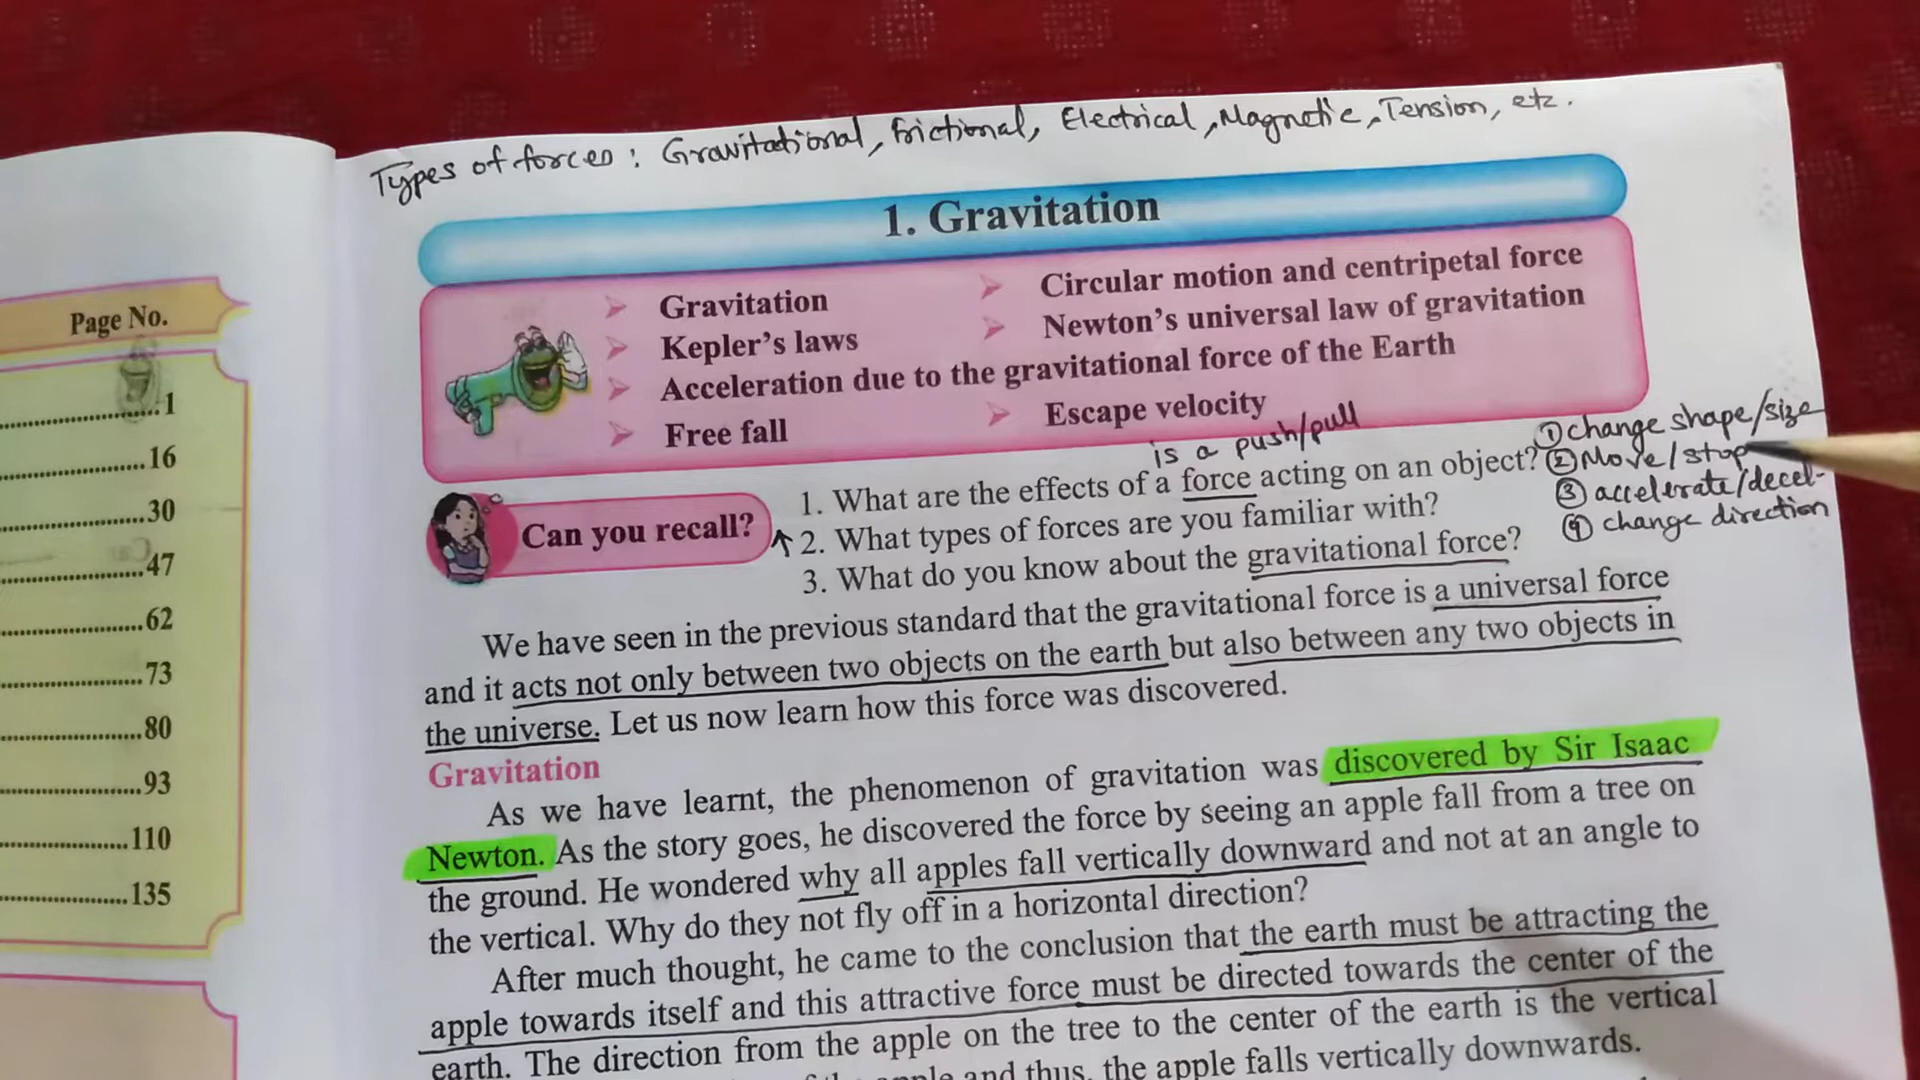 Types of forces : Gravitational, frictional, Electrical, Magnetic, Tension, etc.
1. Gravitation
Gravitation
Circular motion and centripetal force
Kepler's laws
Newton's universal law of gravitation
Acceleration due to the gravitational force of the Earth
Free fall
Escape velocity
is a push/pull
Can you recall?
1. What are the effects of a force acting on an object?
2. What types of forces are you familiar with?
3. What do you know about the gravitational force?
① change shape/size
② Move/stop
③ accelerate/decel-
④ change direction
We have seen in the previous standard that the gravitational force is a universal force
and it acts not only between two objects on the earth but also between any two objects in
the universe. Let us now learn how this force was discovered.
Gravitation
As we have learnt, the phenomenon of gravitation was discovered by Sir Isaac
Newton. As the story goes, he discovered the force by seeing an apple fall from a tree on
the ground. He wondered why all apples fall vertically downward and not at an angle to
the vertical. Why do they not fly off in a horizontal direction?
After much thought, he came to the conclusion that the earth must be attracting the
apple towards itself and this attractive force must be directed towards the center of the
earth. The direction from the apple on the tree to the center of the earth is the vertical
apple and thus, the apple falls vertically downwards.
Page No.
1
16
30
47
62
73
80
93
110
135